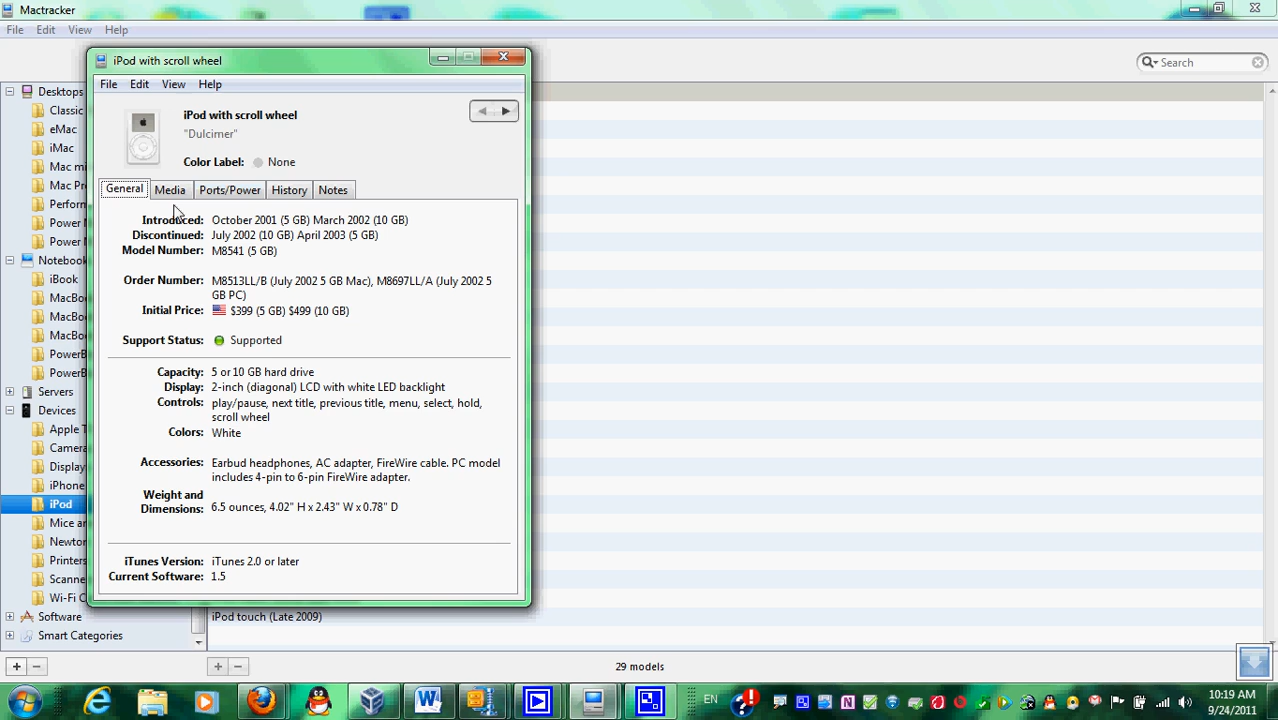 Mactracker
File Edit View Help
Search
Desktops
Classic
eMac
iMac
Mac mi
Mac Pr
Perform
Power M
Power M
Noteboo
iBook
MacBo
MacBo
MacBo
PowerB
PowerB
Servers
Devices
Apple T
Camera
Display
iPhone
iPod
Mice an
Newto
Printers
Scanne
Wi-Fi C
Software
Smart Categories
iPod with scroll wheel
File Edit View Help
iPod with scroll wheel
"Dulcimer"
Color Label: None
General Media Ports/Power History Notes
Introduced: October 2001 (5 GB) March 2002 (10 GB)
Discontinued: July 2002 (10 GB) April 2003 (5 GB)
Model Number: M8541 (5 GB)
Order Number: M8513LL/B (July 2002 5 GB Mac), M8697LL/A (July 2002 5
GB PC)
Initial Price: $399 (5 GB) $499 (10 GB)
Support Status: Supported
Capacity: 5 or 10 GB hard drive
Display: 2-inch (diagonal) LCD with white LED backlight
Controls: play/pause, next title, previous title, menu, select, hold,
scroll wheel
Colors: White
Accessories: Earbud headphones, AC adapter, FireWire cable. PC model
includes 4-pin to 6-pin FireWire adapter.
Weight and
Dimensions: 6.5 ounces, 4.02" H x 2.43" W x 0.78" D
iTunes Version: iTunes 2.0 or later
Current Software: 1.5
iPod touch (Late 2009)
29 models
EN
10:19 AM
9/24/2011